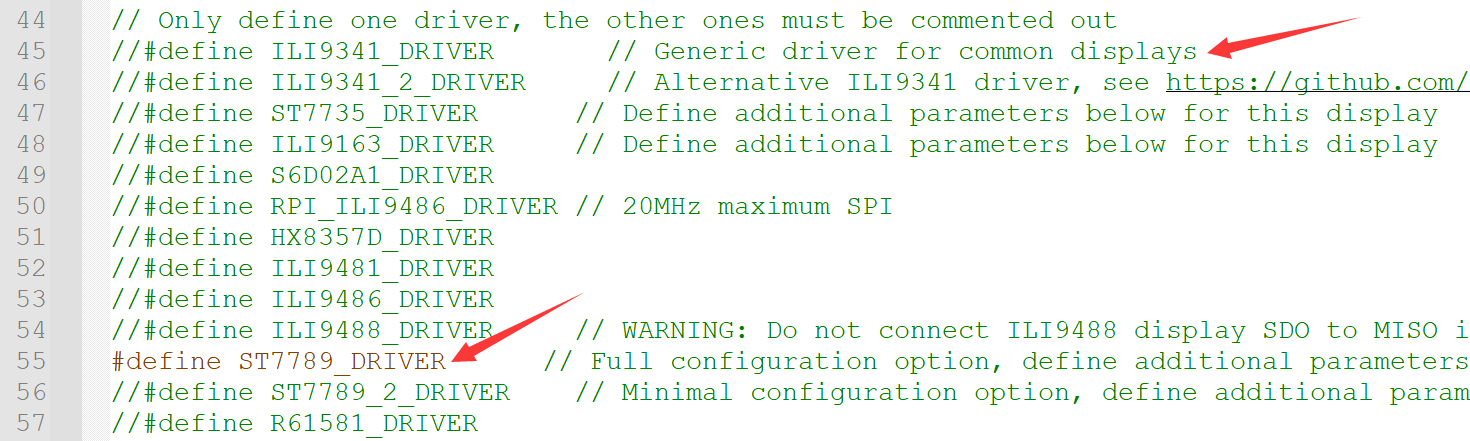 44 // Only define one driver, the other ones must be commented out
45 //#define ILI9341_DRIVER // Generic driver for common displays
46 //#define ILI9341_2_DRIVER // Alternative ILI9341 driver, see https://github.com/
47 //#define ST7735_DRIVER // Define additional parameters below for this display
48 //#define ILI9163_DRIVER // Define additional parameters below for this display
49 //#define S6D02A1_DRIVER
50 //#define RPI_ILI9486_DRIVER // 20MHz maximum SPI
51 //#define HX8357D_DRIVER
52 //#define ILI9481_DRIVER
53 //#define ILI9486_DRIVER
54 //#define ILI9488_DRIVER // WARNING: Do not connect ILI9488 display SDO to MISO i
55 #define ST7789_DRIVER // Full configuration option, define additional parameters
56 //#define ST7789_2_DRIVER // Minimal configuration option, define additional param
57 //#define R61581_DRIVER